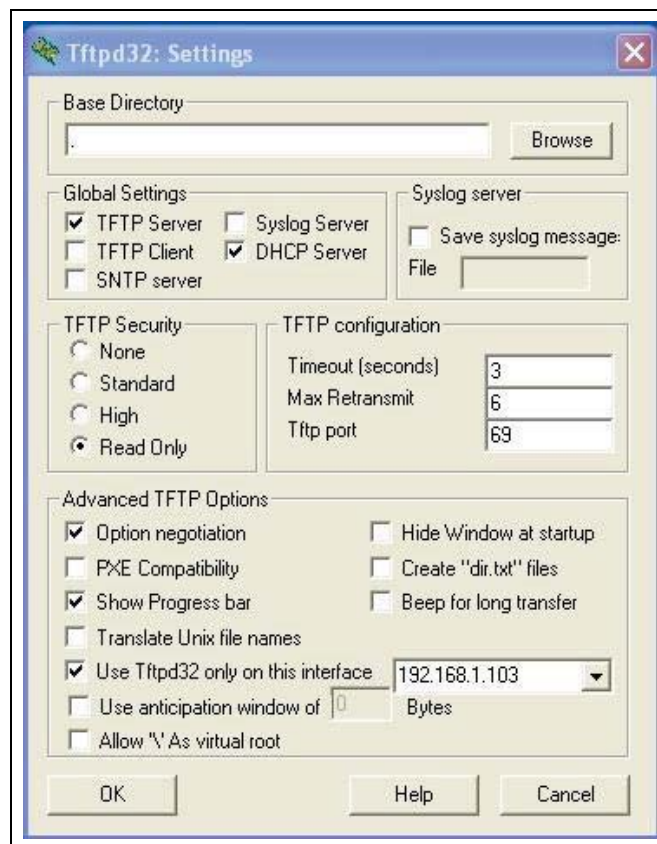 Tftpd32: Settings
Base Directory
.
Browse
Global Settings
TFTP Server
Syslog Server
TFTP Client
DHCP Server
SNTP server
Syslog server
Save syslog message:
File
TFTP Security
None
Standard
High
Read Only
TFTP configuration
Timeout (seconds)
3
Max Retransmit
6
Tftp port
69
Advanced TFTP Options
Option negotiation
Hide Window at startup
PXE Compatibility
Create "dir.txt" files
Show Progress bar
Beep for long transfer
Translate Unix file names
Use Tftpd32 only on this interface
192.168.1.103
Use anticipation window of
0
Bytes
Allow '\' As virtual root
OK
Help
Cancel